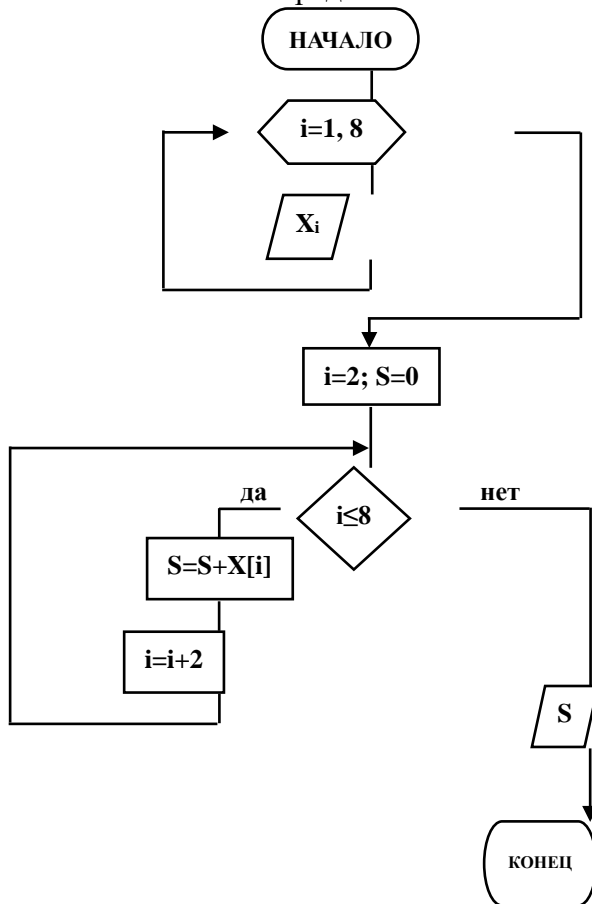 НАЧАЛО
i=1, 8
Xi
i=2; S=0
да
нет
i≤8
S=S+X[i]
i=i+2
S
КОНЕЦ